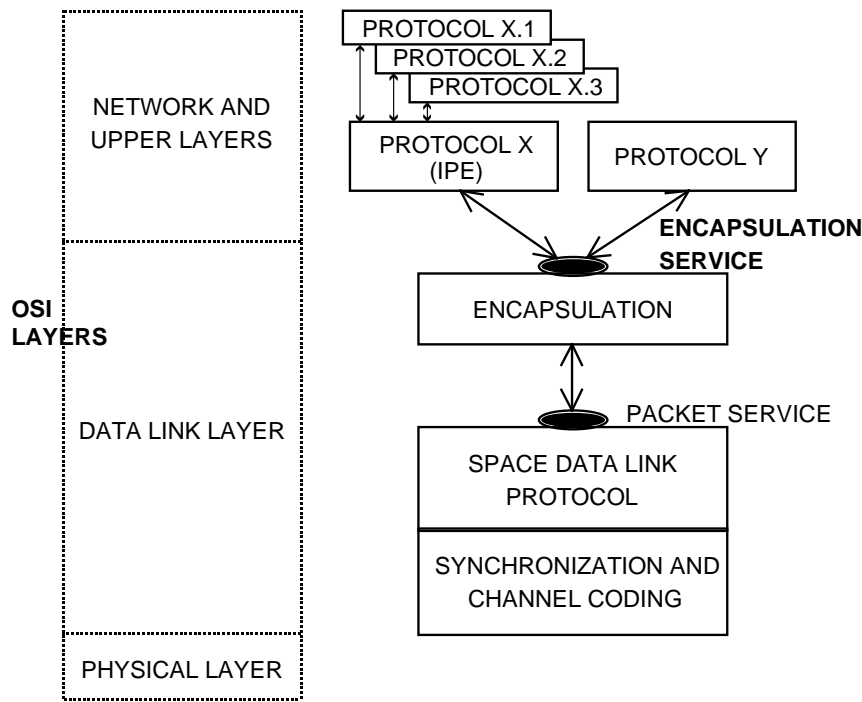 PROTOCOL X.1
PROTOCOL X.2
PROTOCOL X.3
NETWORK AND
UPPER LAYERS
PROTOCOL X
(IPE)
PROTOCOL Y
ENCAPSULATION
SERVICE
OSI
LAYERS
ENCAPSULATION
DATA LINK LAYER
PACKET SERVICE
SPACE DATA LINK
PROTOCOL
SYNCHRONIZATION AND
CHANNEL CODING
PHYSICAL LAYER